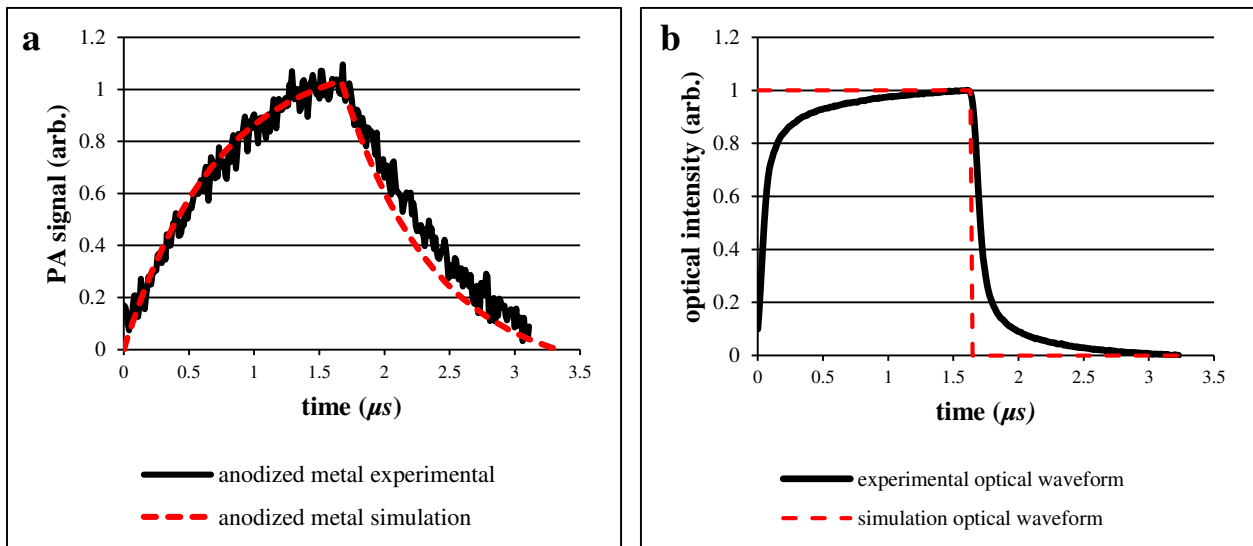 a
1.2
1
0.8
0.6
0.4
0.2
0
PA signal (arb.)
0 0.5 1 1.5 2 2.5 3 3.5
time (μs)
anodized metal experimental
anodized metal simulation
b
1.2
1
0.8
0.6
0.4
0.2
0
optical intensity (arb.)
0 0.5 1 1.5 2 2.5 3 3.5
time (μs)
experimental optical waveform
simulation optical waveform